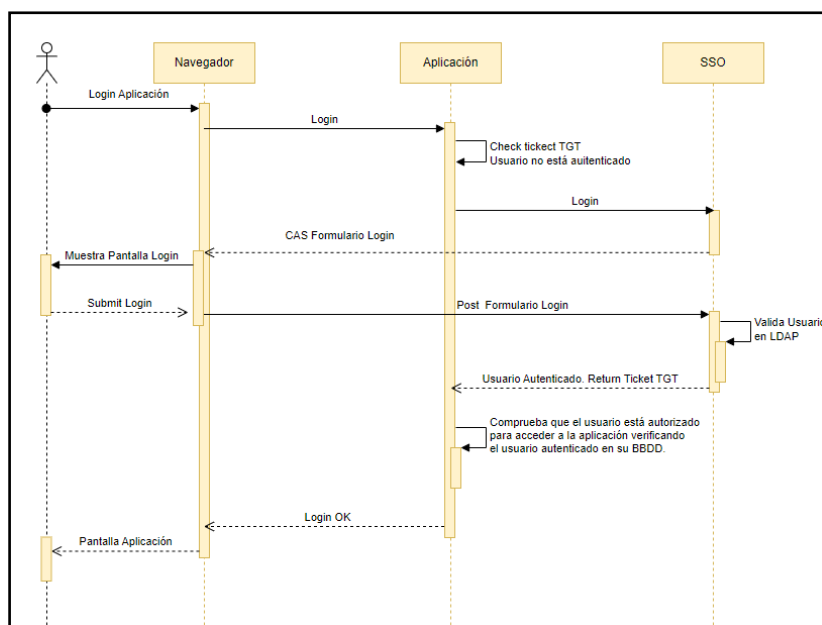 Navegador
Aplicación
SSO
Login Aplicación
Login
Check tickect TGT
Usuario no está auitenticado
Login
CAS Formulario Login
Muestra Pantalla Login
Submit Login
Post Formulario Login
Valida Usuario
en LDAP
Usuario Autenticado. Return Ticket TGT
Comprueba que el usuario está autorizado
para acceder a la aplicación verificando
el usuario autenticado en su BBDD.
Login OK
Pantalla Aplicación